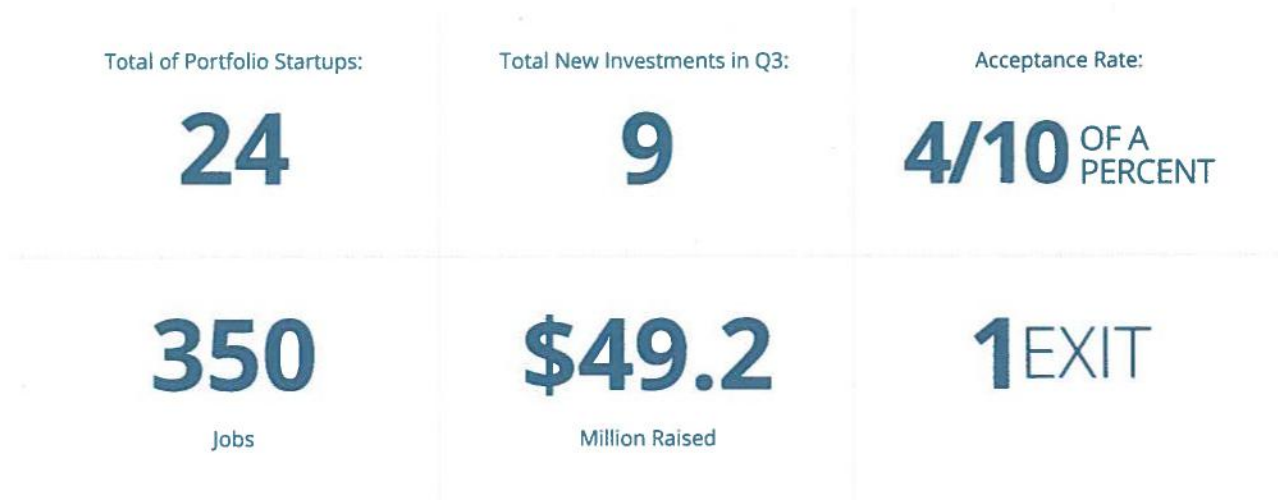 Total of Portfolio Startups:
24
Total New Investments in Q3:
9
Acceptance Rate:
4/10 OF A
PERCENT
350
Jobs
$49.2
Million Raised
1 EXIT